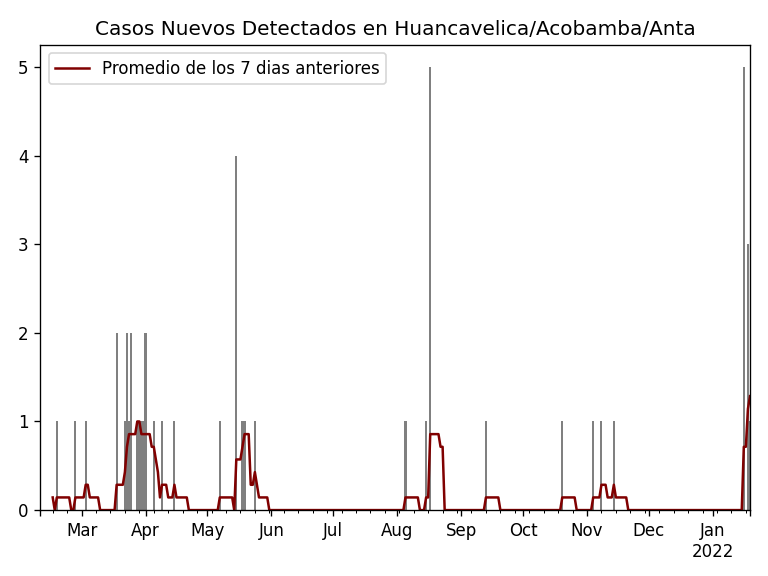 Casos Nuevos Detectados en Huancavelica/Acobamba/Anta
Promedio de los 7 dias anteriores
5
4
3
2
1
0
Mar Apr May Jun Jul Aug Sep Oct Nov Dec Jan
2022